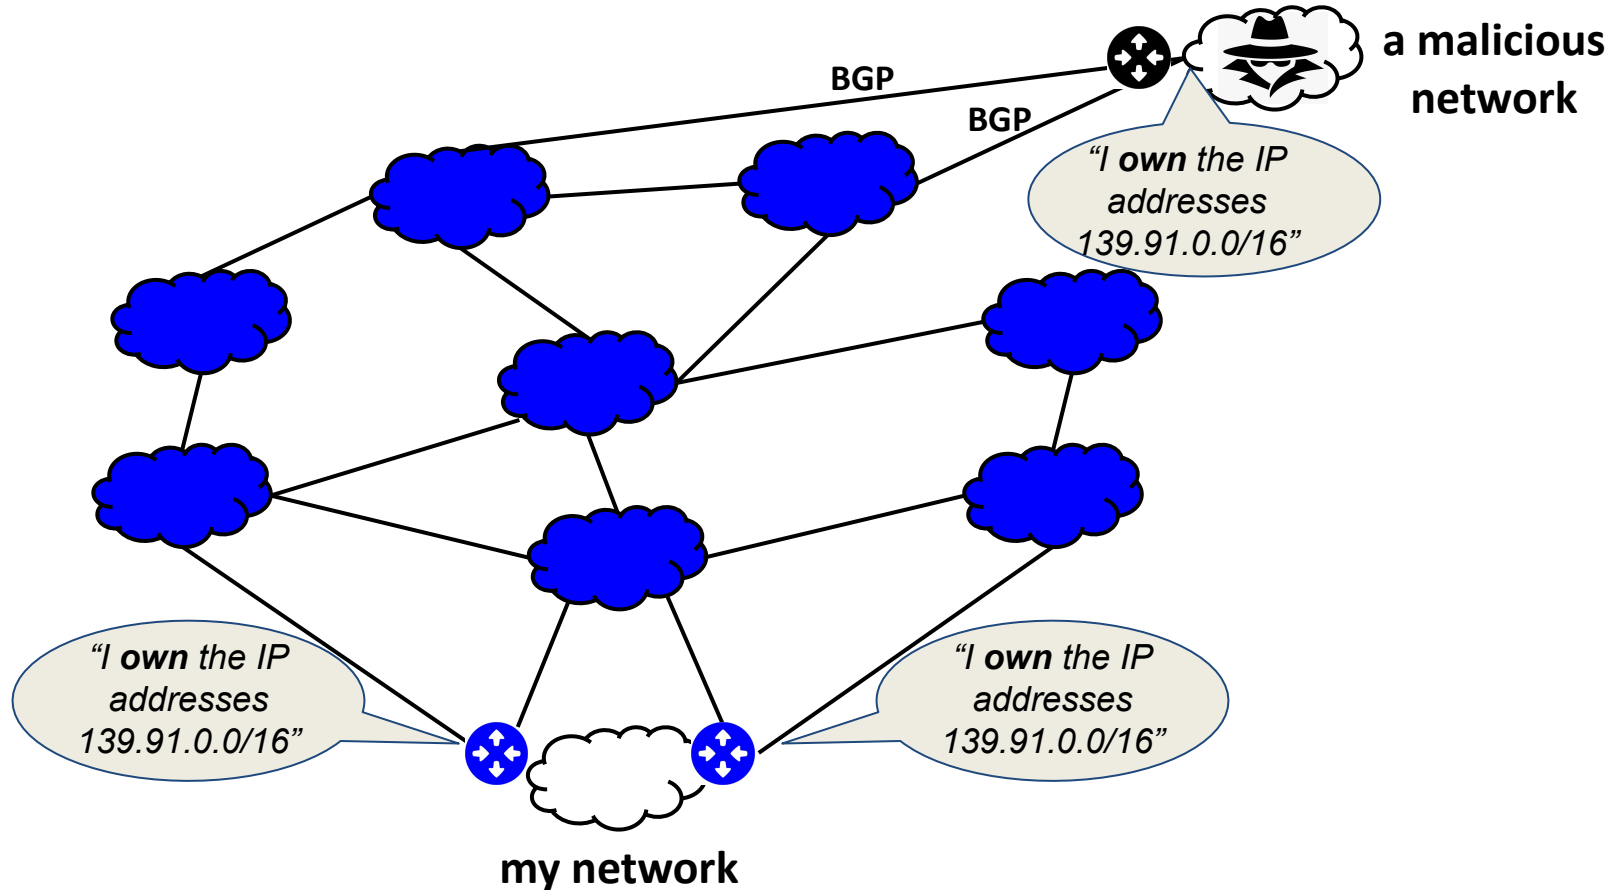 a malicious
network
BGP
BGP
“I own the IP
addresses
139.91.0.0/16”
“I own the IP
addresses
139.91.0.0/16”
“I own the IP
addresses
139.91.0.0/16”
my network